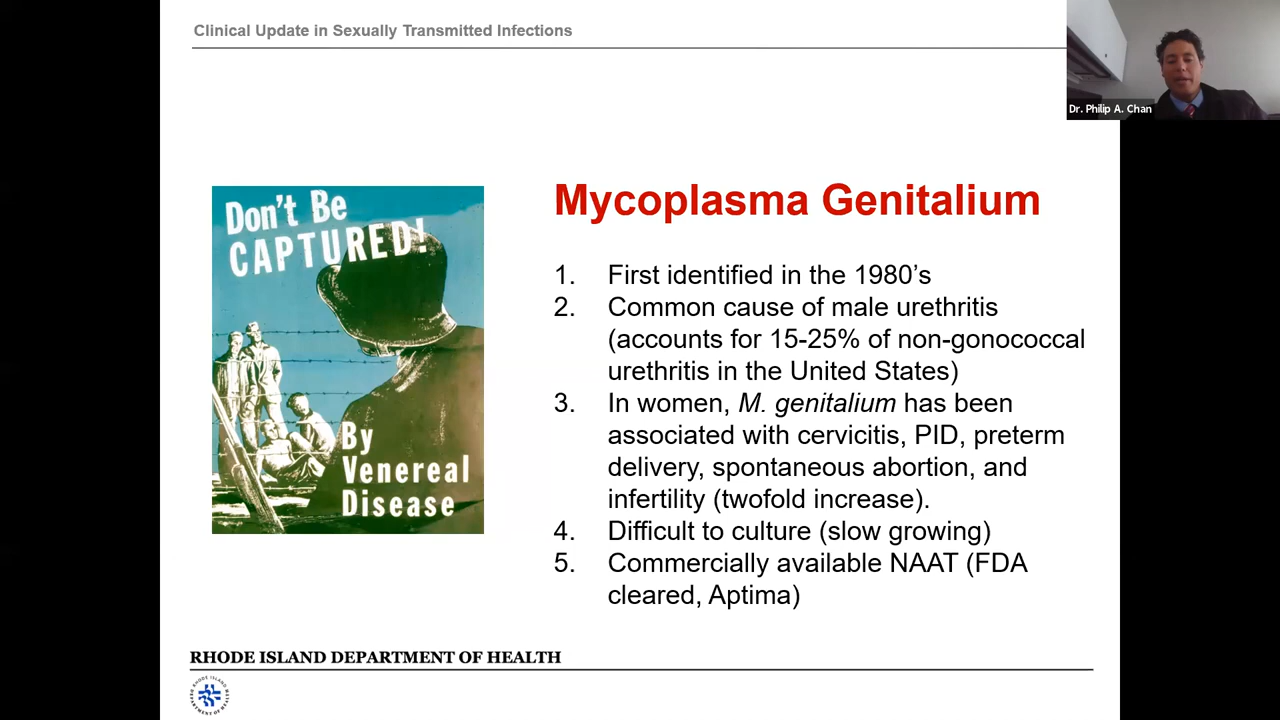 Clinical Update in Sexually Transmitted Infections
Dr. Philip A. Chan
Don't Be
CAPTURED!
By
Venereal
Disease
Mycoplasma Genitalium
1. First identified in the 1980's
2. Common cause of male urethritis
(accounts for 15-25% of non-gonococcal
urethritis in the United States)
3. In women, M. genitalium has been
associated with cervicitis, PID, preterm
delivery, spontaneous abortion, and
infertility (twofold increase).
4. Difficult to culture (slow growing)
5. Commercially available NAAT (FDA
cleared, Aptima)
RHODE ISLAND DEPARTMENT OF HEALTH